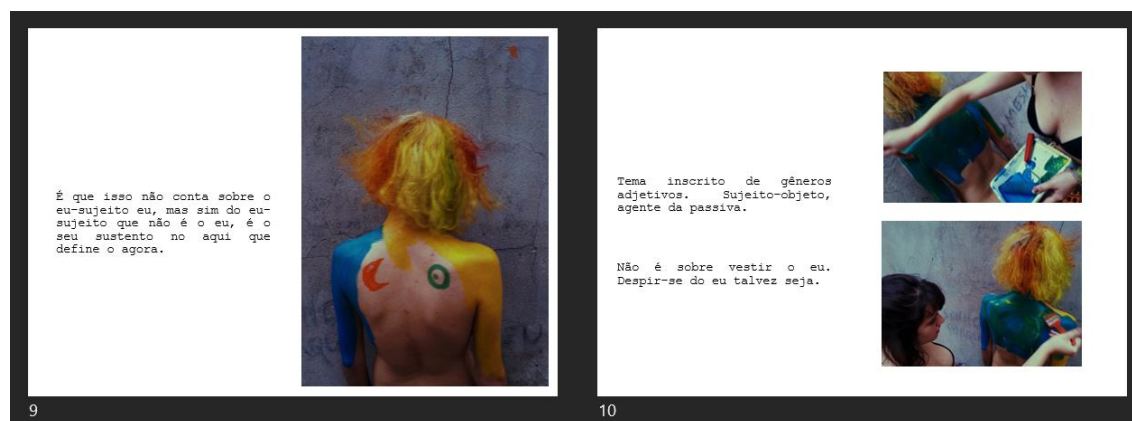 É que isso não conta sobre o
eu-sujeito eu, mas sim do eu-
sujeito que não é o eu, é o
seu sustento no aqui que
define o agora.
9
Tema inscrito de gêneros
adjetivos. Sujeito-objeto,
agente da passiva.
Não é sobre vestir o eu.
Despir-se do eu talvez seja.
10